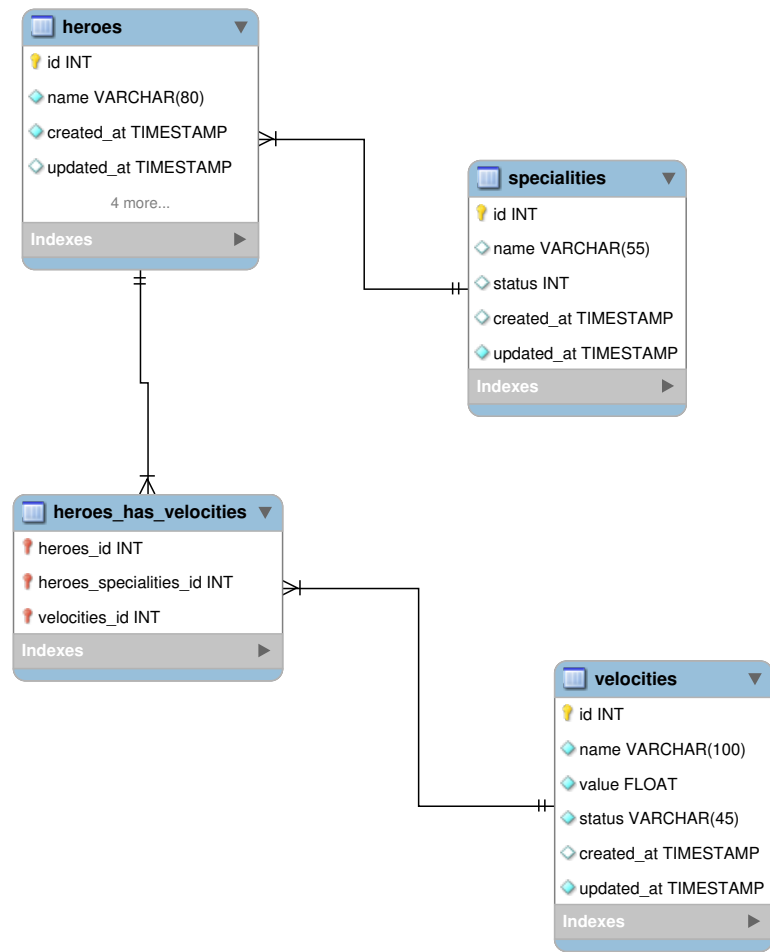 heroes
id INT
name VARCHAR(80)
created_at TIMESTAMP
updated_at TIMESTAMP
4 more...
Indexes
specialities
id INT
name VARCHAR(55)
status INT
created_at TIMESTAMP
updated_at TIMESTAMP
Indexes
heroes_has_velocities
heroes_id INT
heroes_specialities_id INT
velocities_id INT
Indexes
velocities
id INT
name VARCHAR(100)
value FLOAT
status VARCHAR(45)
created_at TIMESTAMP
updated_at TIMESTAMP
Indexes